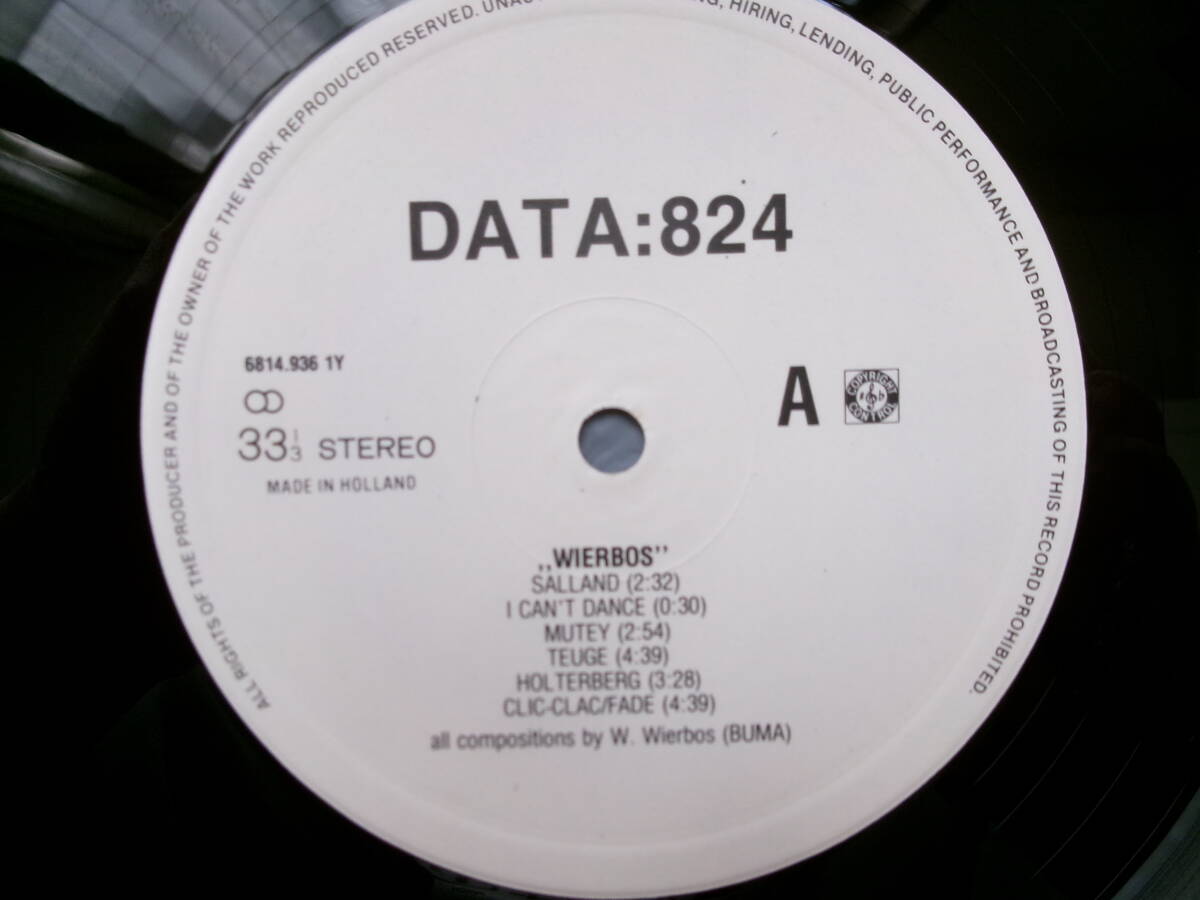 ALL RIGHTS OF THE PRODUCER AND OF THE OWNER OF THE WORK REPRODUCED RESERVED. HIRING, LENDING, PUBLIC PERFORMANCE AND BROADCASTING OF THIS RECORD PROHIBITED.
DATA:824
6814.936 1Y
33 1/3 STEREO
MADE IN HOLLAND
A
COPYRIGHT CONTROL
„WIERBOS''
SALLAND (2:32)
I CAN'T DANCE (0:30)
MUTEY (2:54)
TEUGE (4:39)
HOLTERBERG (3:28)
CLIC-CLAC/FADE (4:39)
all compositions by W. Wierbos (BUMA)